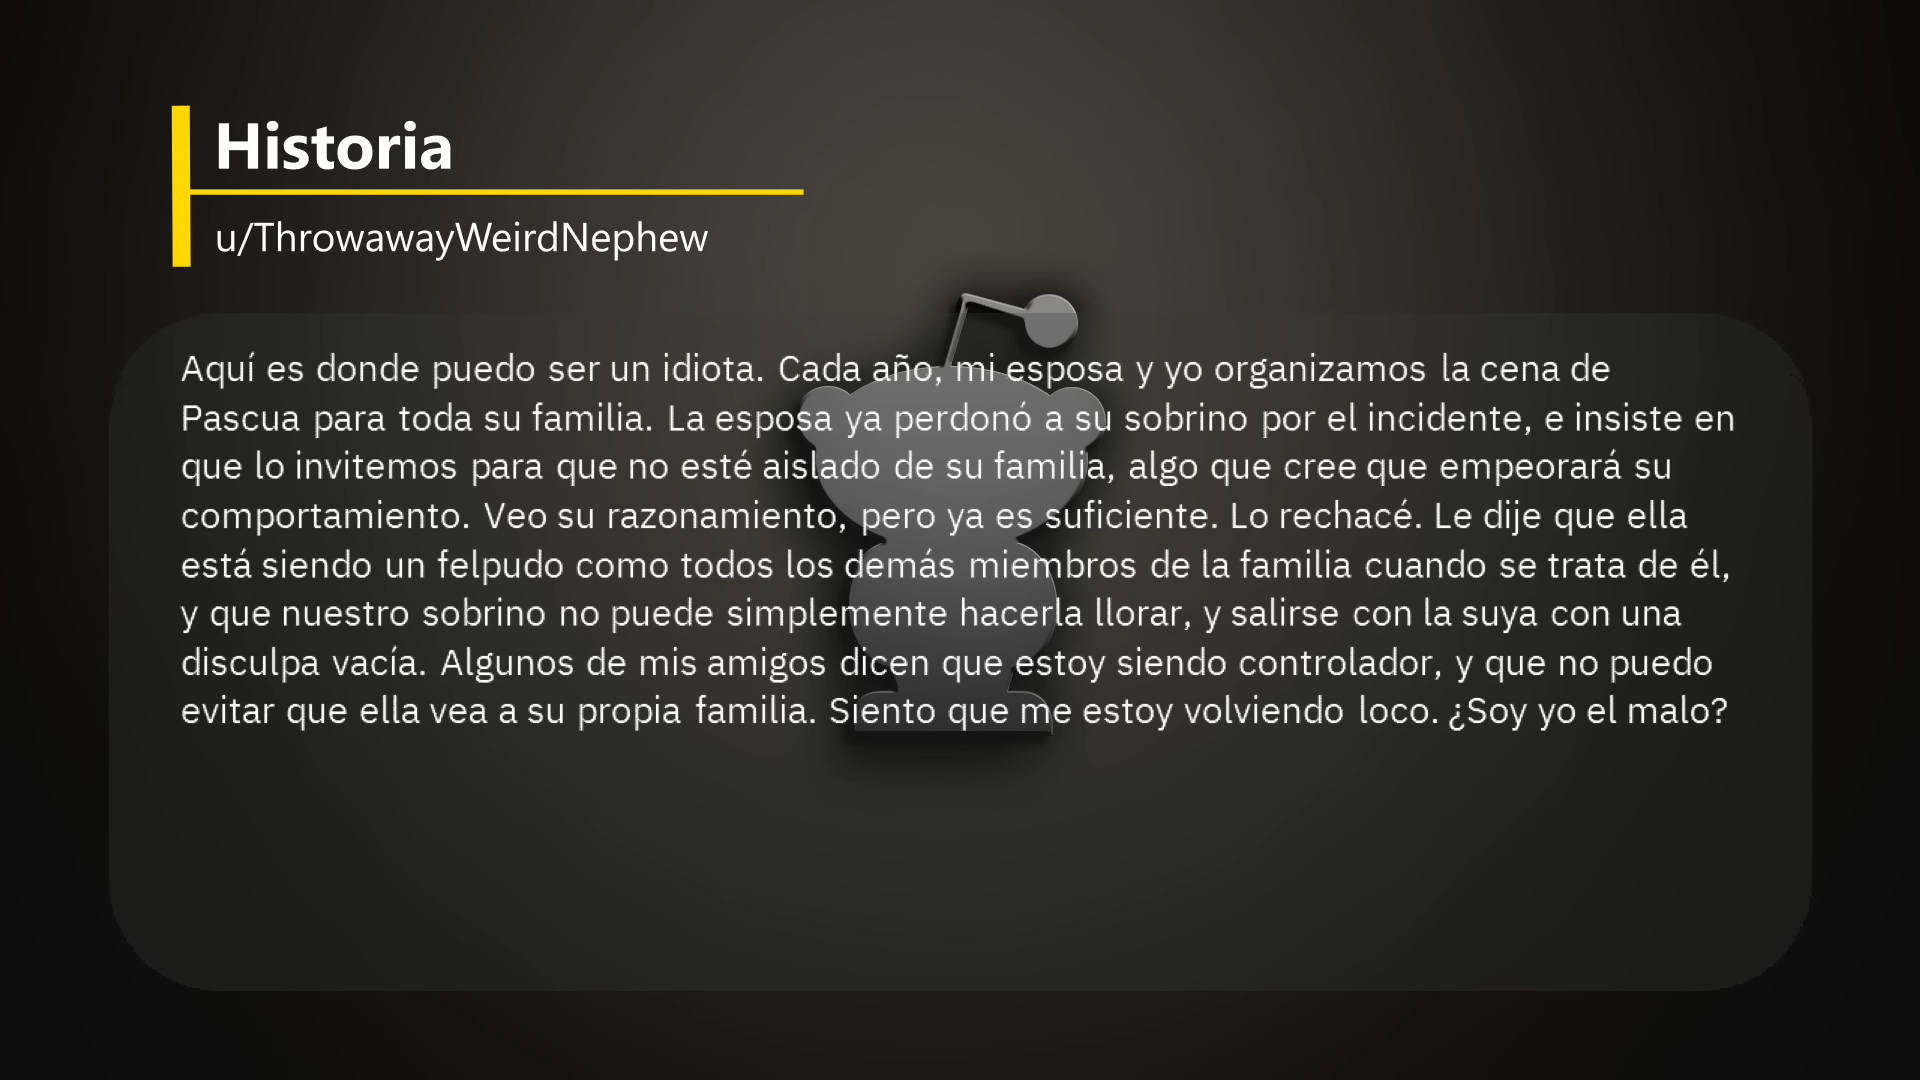 Historia
u/ThrowawayWeirdNephew
Aquí es donde puedo ser un idiota. Cada año, mi esposa y yo organizamos la cena de
Pascua para toda su familia. La esposa ya perdonó a su sobrino por el incidente, e insiste en
que lo invitemos para que no esté aislado de su familia, algo que cree que empeorará su
comportamiento. Veo su razonamiento, pero ya es suficiente. Lo rechacé. Le dije que ella
está siendo un felpudo como todos los demás miembros de la familia cuando se trata de él,
y que nuestro sobrino no puede simplemente hacerla llorar, y salirse con la suya con una
disculpa vacía. Algunos de mis amigos dicen que estoy siendo controlador, y que no puedo
evitar que ella vea a su propia familia. Siento que me estoy volviendo loco. ¿Soy yo el malo?